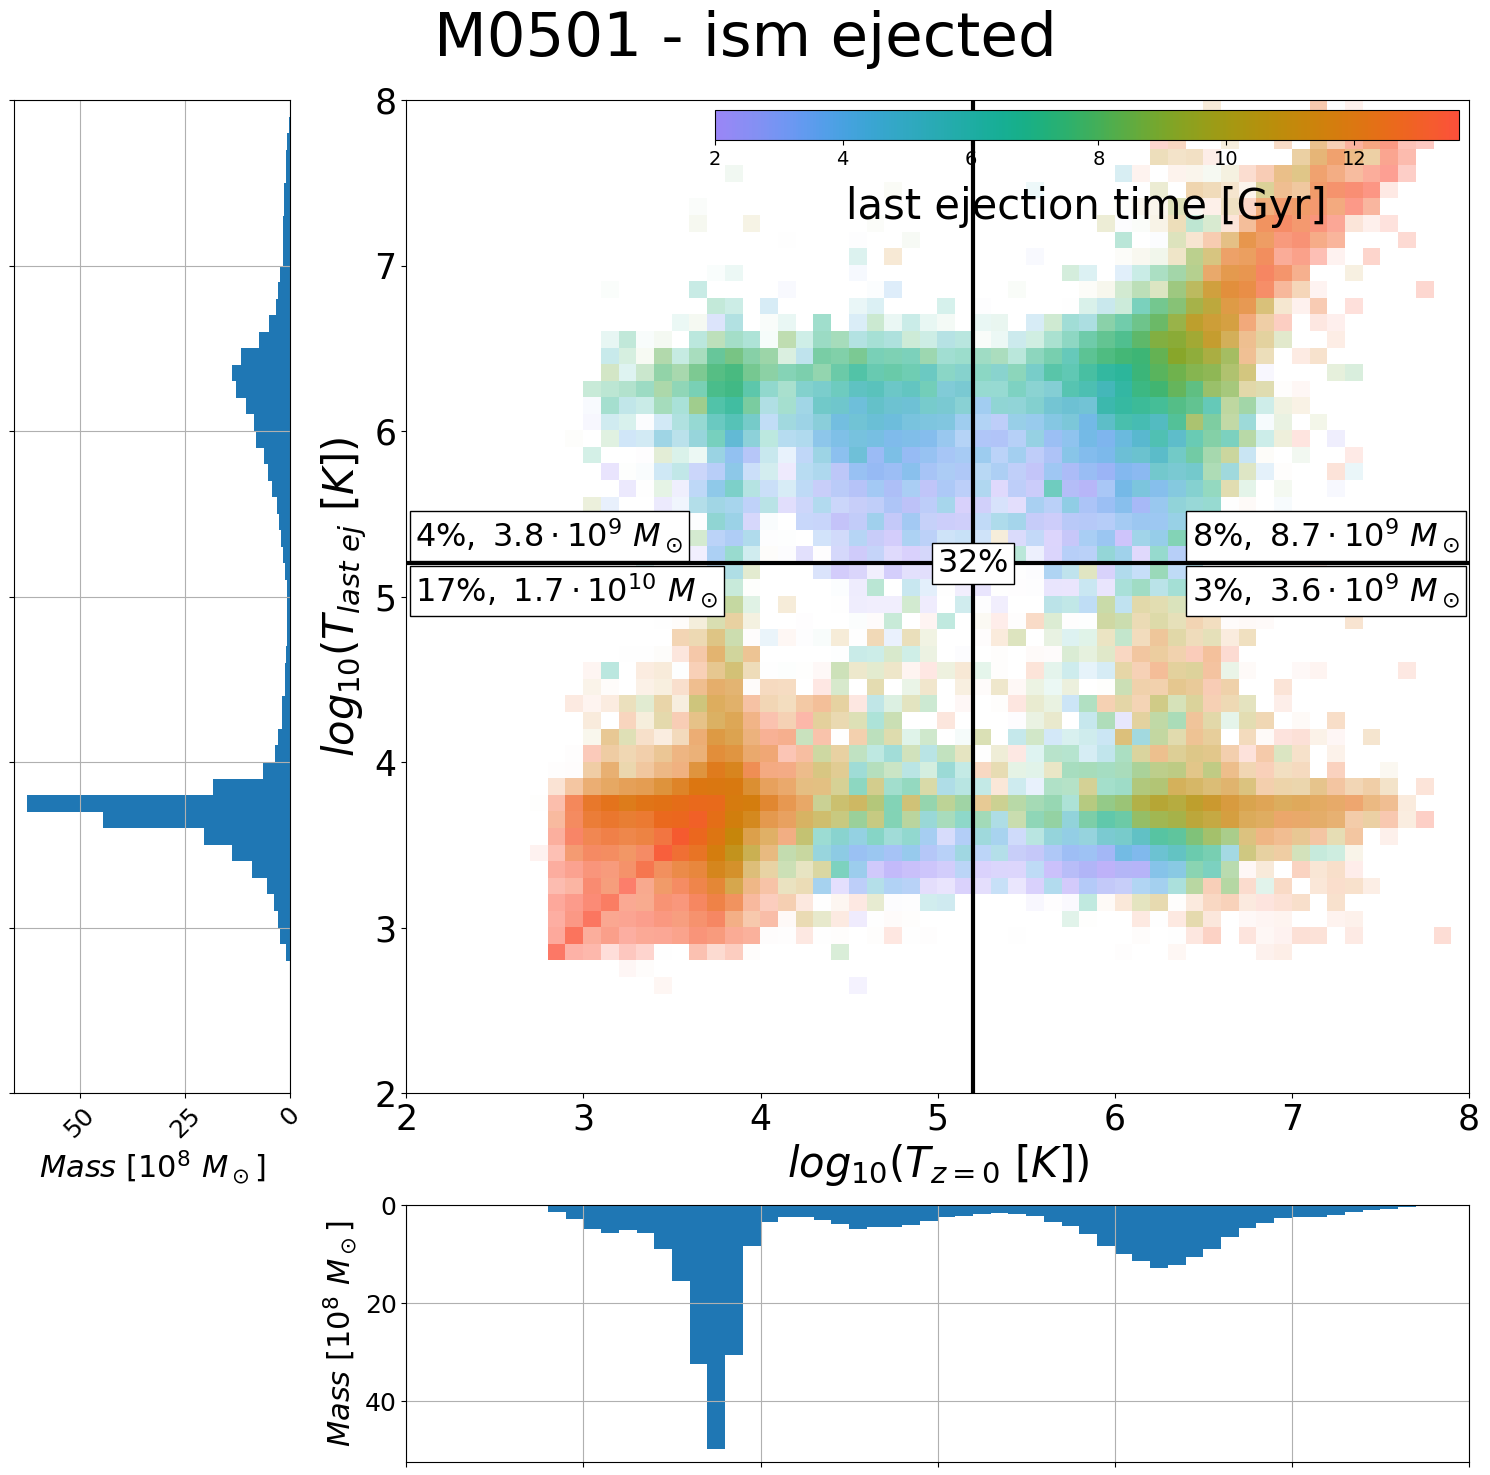 M0501 - ism ejected
2 4 6 8 10 12
last ejection time [Gyr]
8
7
6
5
4
3
2
log₁₀(T_last ej [K])
4%, 3.8 · 10⁹ M⊙
8%, 8.7 · 10⁹ M⊙
32%
17%, 1.7 · 10¹⁰ M⊙
3%, 3.6 · 10⁹ M⊙
50 25 0
Mass [10⁸ M⊙]
2 3 4 5 6 7 8
log₁₀(T_z=0 [K])
0
20
40
Mass [10⁸ M⊙]